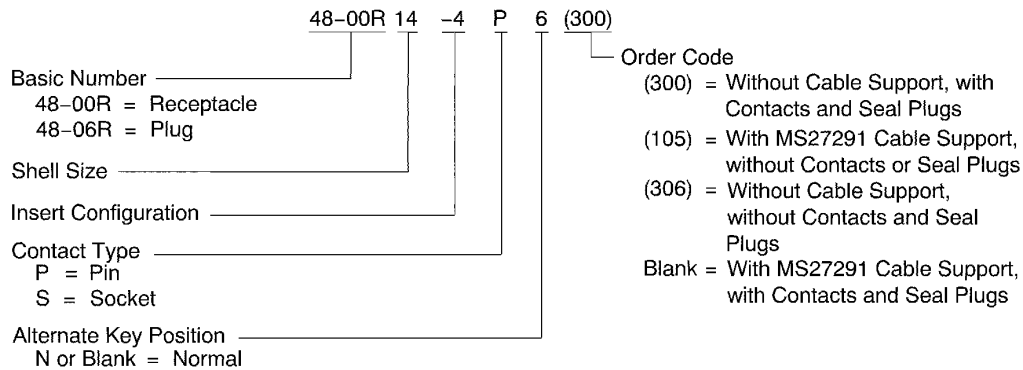 48-00R 14 -4 P 6 (300)
Basic Number
48-00R = Receptacle
48-06R = Plug
Shell Size
Insert Configuration
Contact Type
P = Pin
S = Socket
Alternate Key Position
N or Blank = Normal
Order Code
(300) = Without Cable Support, with
Contacts and Seal Plugs
(105) = With MS27291 Cable Support,
without Contacts or Seal Plugs
(306) = Without Cable Support,
without Contacts and Seal
Plugs
Blank = With MS27291 Cable Support,
with Contacts and Seal Plugs